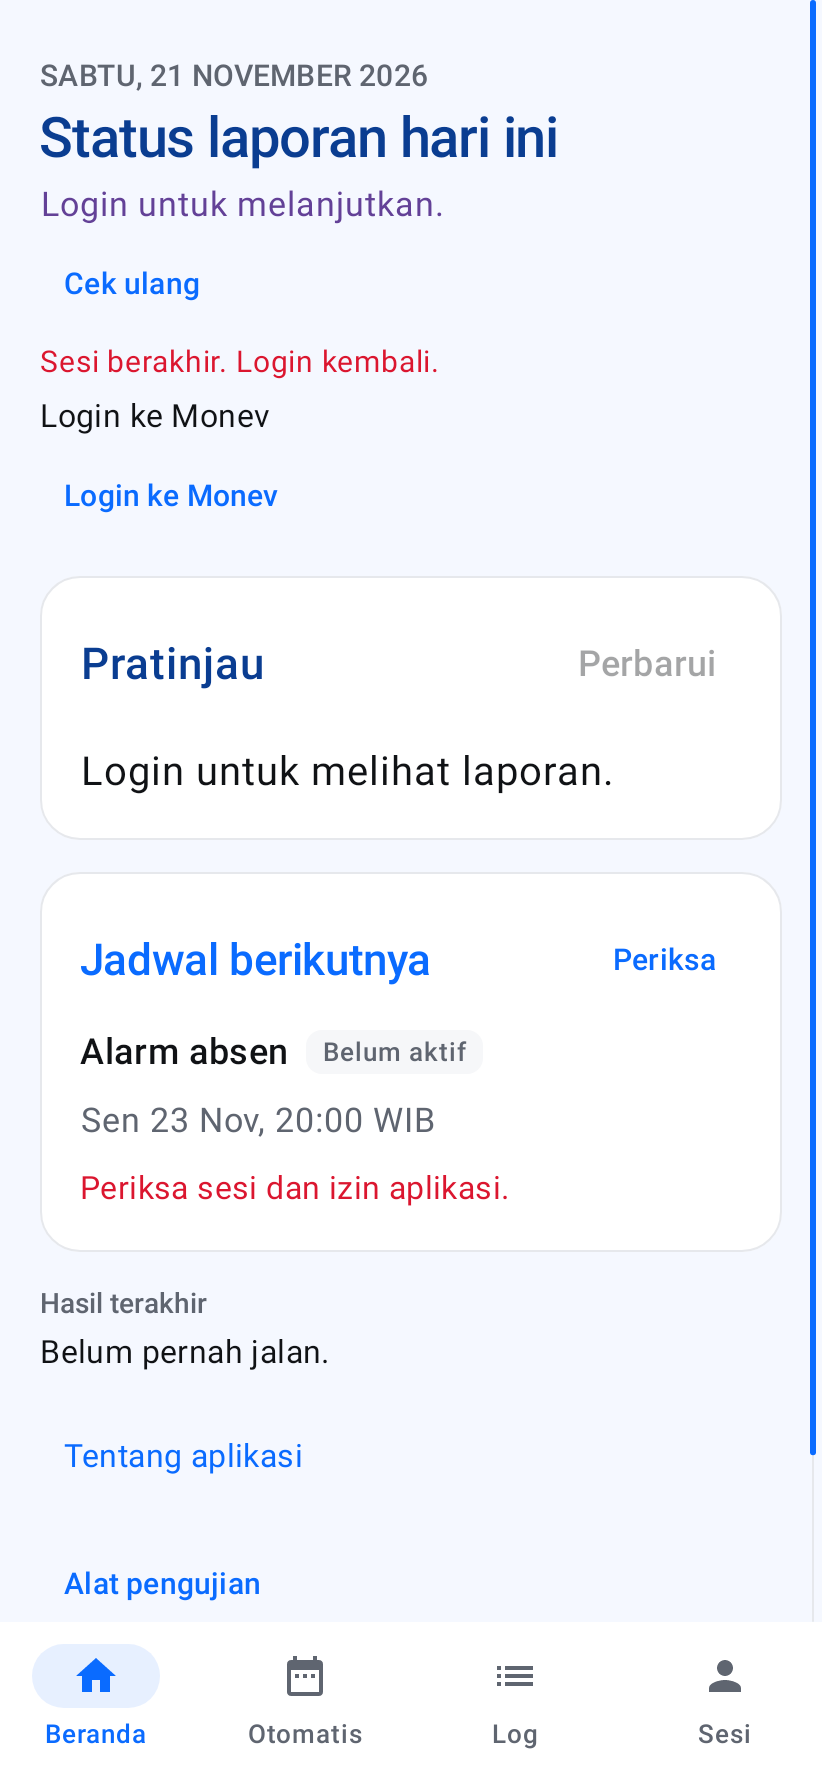 SABTU, 21 NOVEMBER 2026
Status laporan hari ini
Login untuk melanjutkan.
Cek ulang
Sesi berakhir. Login kembali.
Login ke Monev
Login ke Monev
Pratinjau
Perbarui
Login untuk melihat laporan.
Jadwal berikutnya
Periksa
Alarm absen
Belum aktif
Sen 23 Nov, 20:00 WIB
Periksa sesi dan izin aplikasi.
Hasil terakhir
Belum pernah jalan.
Tentang aplikasi
Alat pengujian
Beranda
Otomatis
Log
Sesi